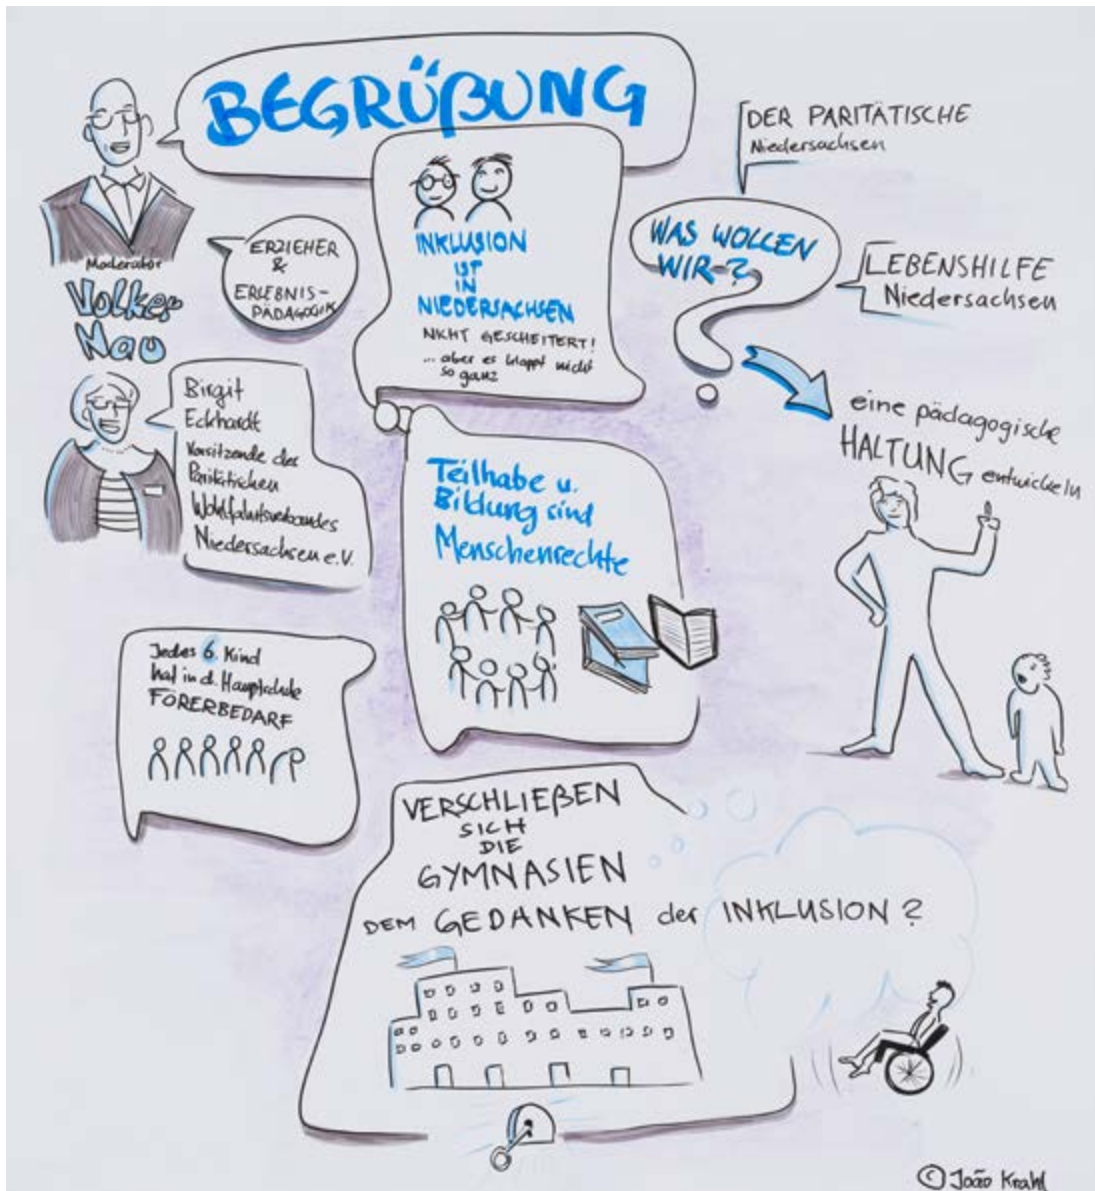 BEGRÜßUNG
Moderator
Volker
Nau
ERZIEHER
&
ERLEBNIS-
PÄDAGOGIK
INKLUSION
IST
IN
NIEDERSACHSEN
NICHT GESCHEITERT!
... aber es klappt nicht
so ganz
DER PARITÄTISCHE
Niedersachsen
WAS WOLLEN
WIR?
LEBENSHILFE
Niedersachsen
eine pädagogische
HALTUNG entwickeln
Birgit
Eckhardt
Vorsitzende des
Paritätischen
Wohlfahrtsverbandes
Niedersachsen e.V.
Teilhabe u.
Bildung sind
Menschenrechte
Jedes 6. Kind
hat in d. Hauptschule
FÖRERBEDARF
VERSCHLIEßEN
SICH
DIE
GYMNASIEN
DEM GEDANKEN der INKLUSION?
© João Krahl